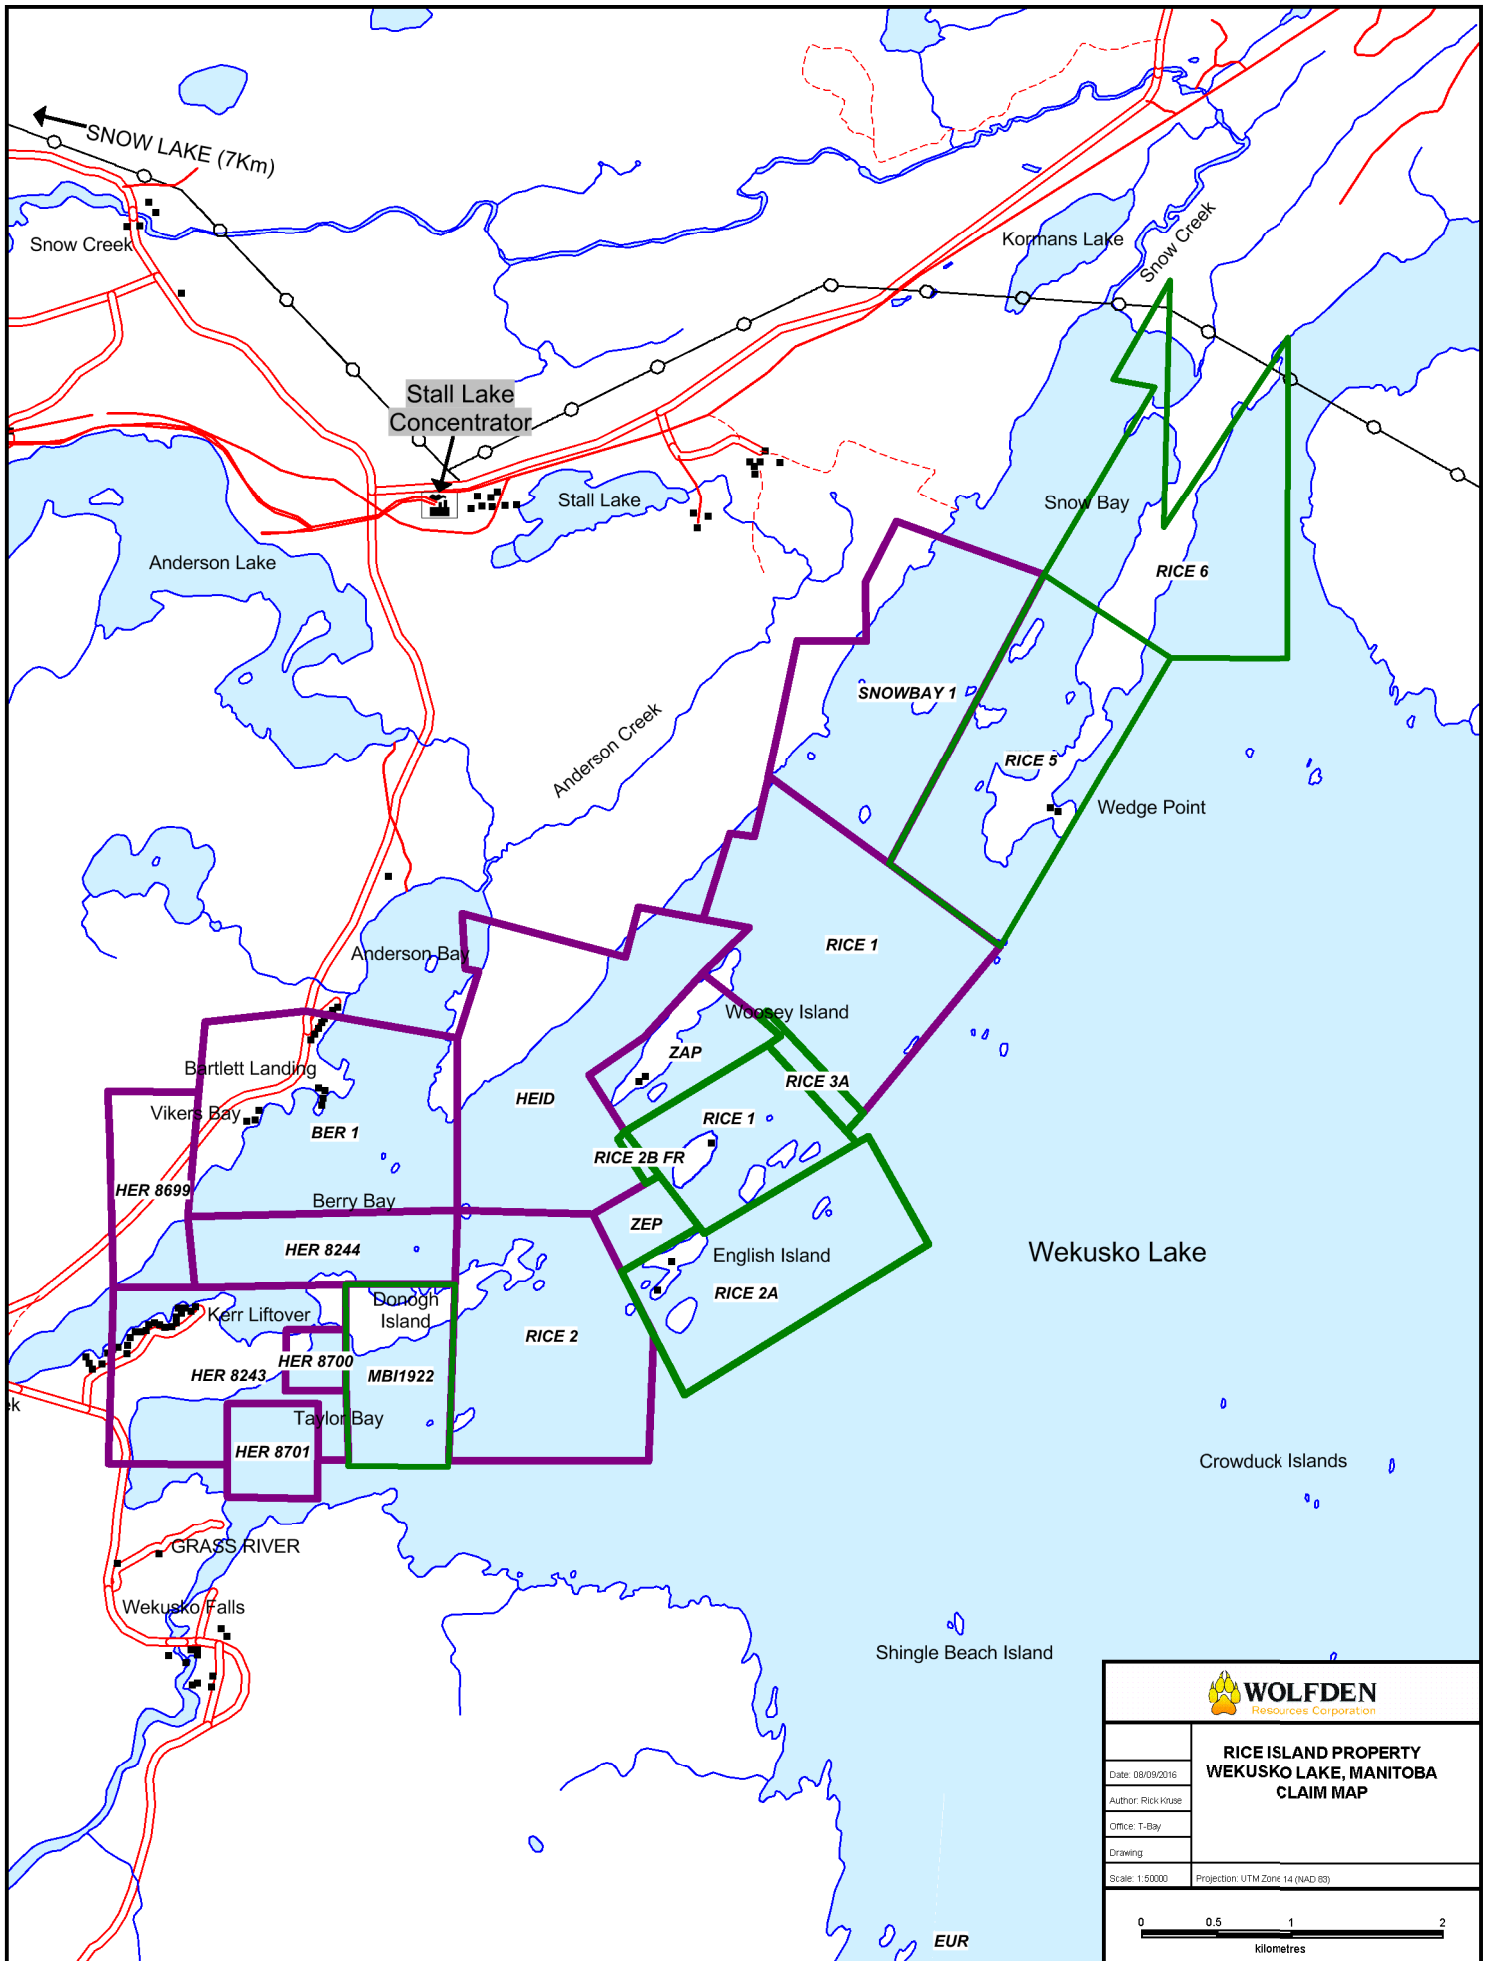 SNOW LAKE (7Km)
Snow Creek
Kormans Lake
Snow Creek
Stall Lake
Concentrator
Stall Lake
Snow Bay
Anderson Lake
RICE 6
SNOWBAY 1
Anderson Creek
RICE 5
Wedge Point
RICE 1
Anderson Bay
Woosey Island
ZAP
Bartlett Landing
RICE 3A
HEID
Vikers Bay
RICE 1
BER 1
RICE 2B FR
HER 8699
Berry Bay
ZEP
HER 8244
English Island
Wekusko Lake
RICE 2A
Donogh
Island
Kerr Liftover
RICE 2
HER 8700
HER 8243
MBI1922
ek
Taylor Bay
HER 8701
Crowduck Islands
GRASS RIVER
Wekusko Falls
Shingle Beach Island
WOLFDEN
Resources Corporation
RICE ISLAND PROPERTY
WEKUSKO LAKE, MANITOBA
CLAIM MAP
Date: 08/09/2016
Author: Rick Kruse
Office: T-Bay
Drawing:
Scale: 1:50000
Projection: UTM Zone 14 (NAD 83)
0 0.5 1 2
kilometres
EUR